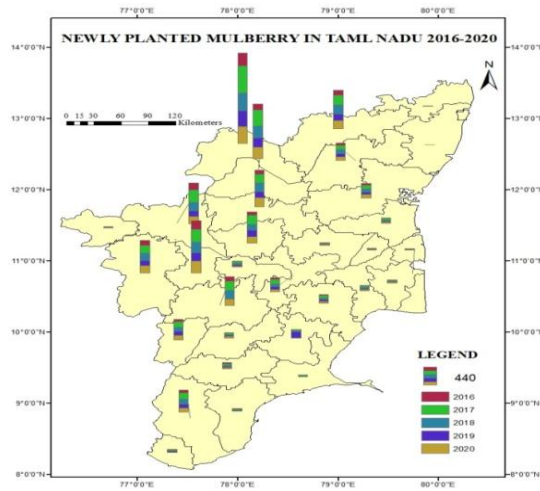 77°0'0"E 78°0'0"E 79°0'0"E 80°0'0"E
NEWLY PLANTED MULBERRY IN TAMIL NADU 2016-2020
N
0 15 30 60 90 120
Kilometers
14°0'0"N 14°0'0"N
13°0'0"N 13°0'0"N
12°0'0"N 12°0'0"N
11°0'0"N 11°0'0"N
10°0'0"N 10°0'0"N
9°0'0"N 9°0'0"N
8°0'0"N 8°0'0"N
LEGEND
440
2016
2017
2018
2019
2020
77°0'0"E 78°0'0"E 79°0'0"E 80°0'0"E